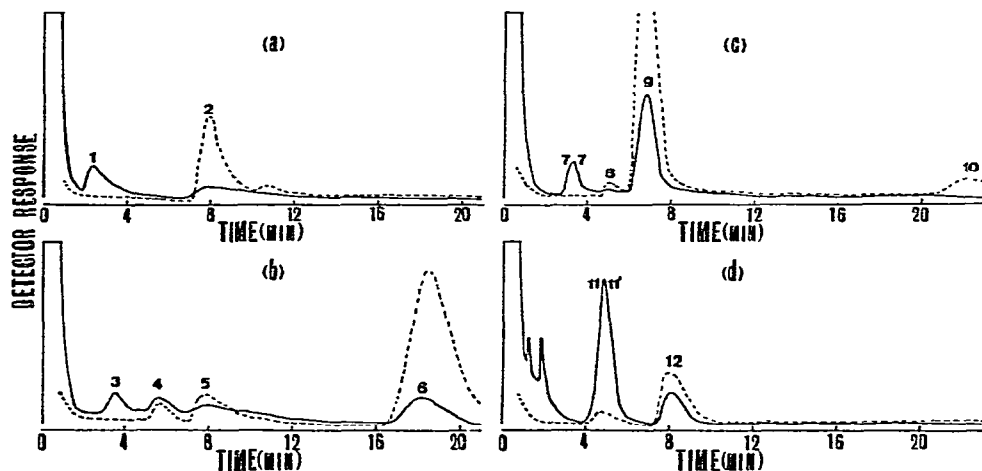 DETECTOR RESPONSE
(a)
1
2
0 4 8 12 16 20
TIME(MIN)
(c)
7 7
8
9
10
0 4 8 12 16 20
TIME(MIN)
(b)
3
4
5
6
0 4 8 12 16 20
TIME(MIN)
(d)
11 11'
12
0 4 8 12 16 20
TIME(MIN)